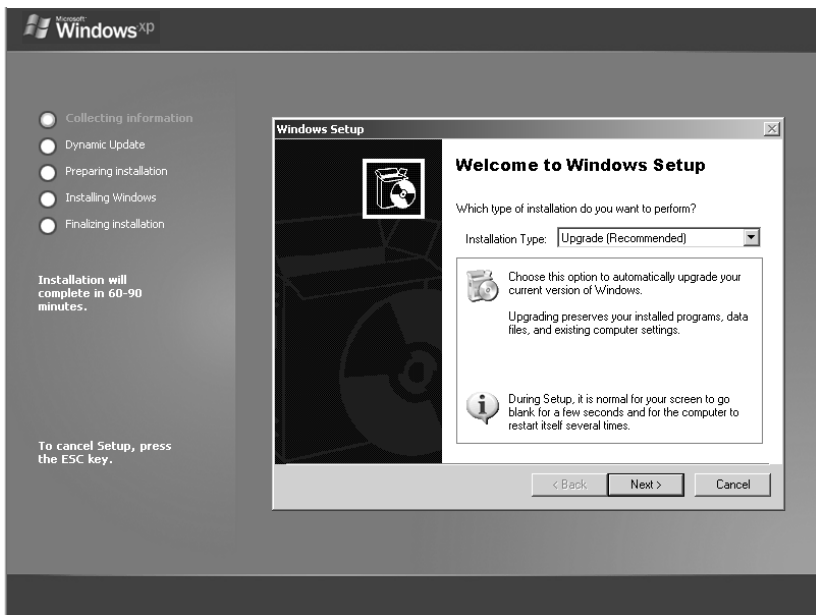 Microsoft
Windows xp
Collecting information
Dynamic Update
Preparing installation
Installing Windows
Finalizing installation
Installation will
complete in 60-90
minutes.
To cancel Setup, press
the ESC key.
Windows Setup
Welcome to Windows Setup
Which type of installation do you want to perform?
Installation Type: Upgrade (Recommended)
Choose this option to automatically upgrade your
current version of Windows.
Upgrading preserves your installed programs, data
files, and existing computer settings.
During Setup, it is normal for your screen to go
blank for a few seconds and for the computer to
restart itself several times.
< Back Next > Cancel